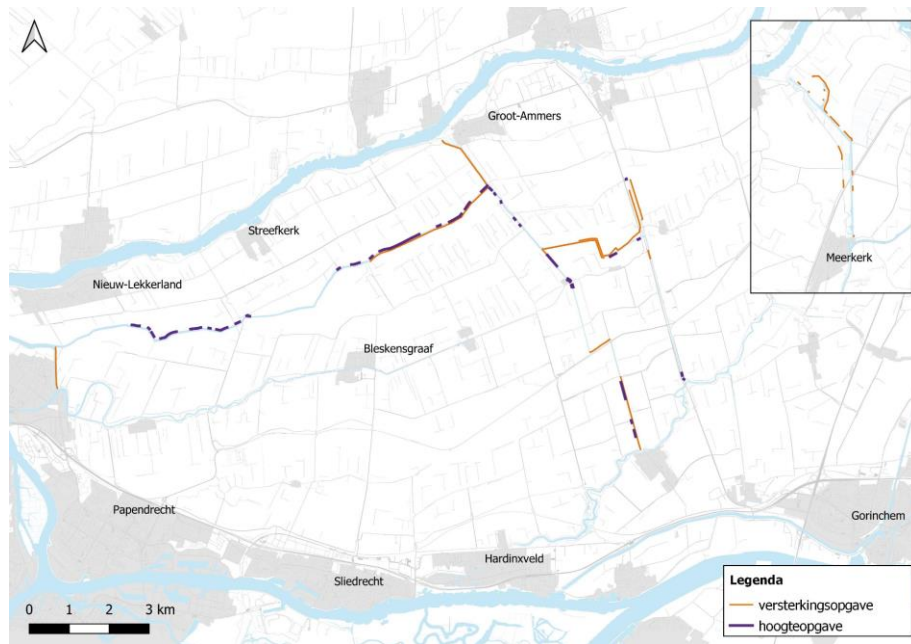 Groot-Ammers
Streefkerk
Nieuw-Lekkerland
Meerkerk
Bleskensgraaf
Papendrecht
Gorinchem
Hardinxveld
Sliedrecht
0 1 2 3 km
Legenda
versterkingsopgave
hoogteopgave